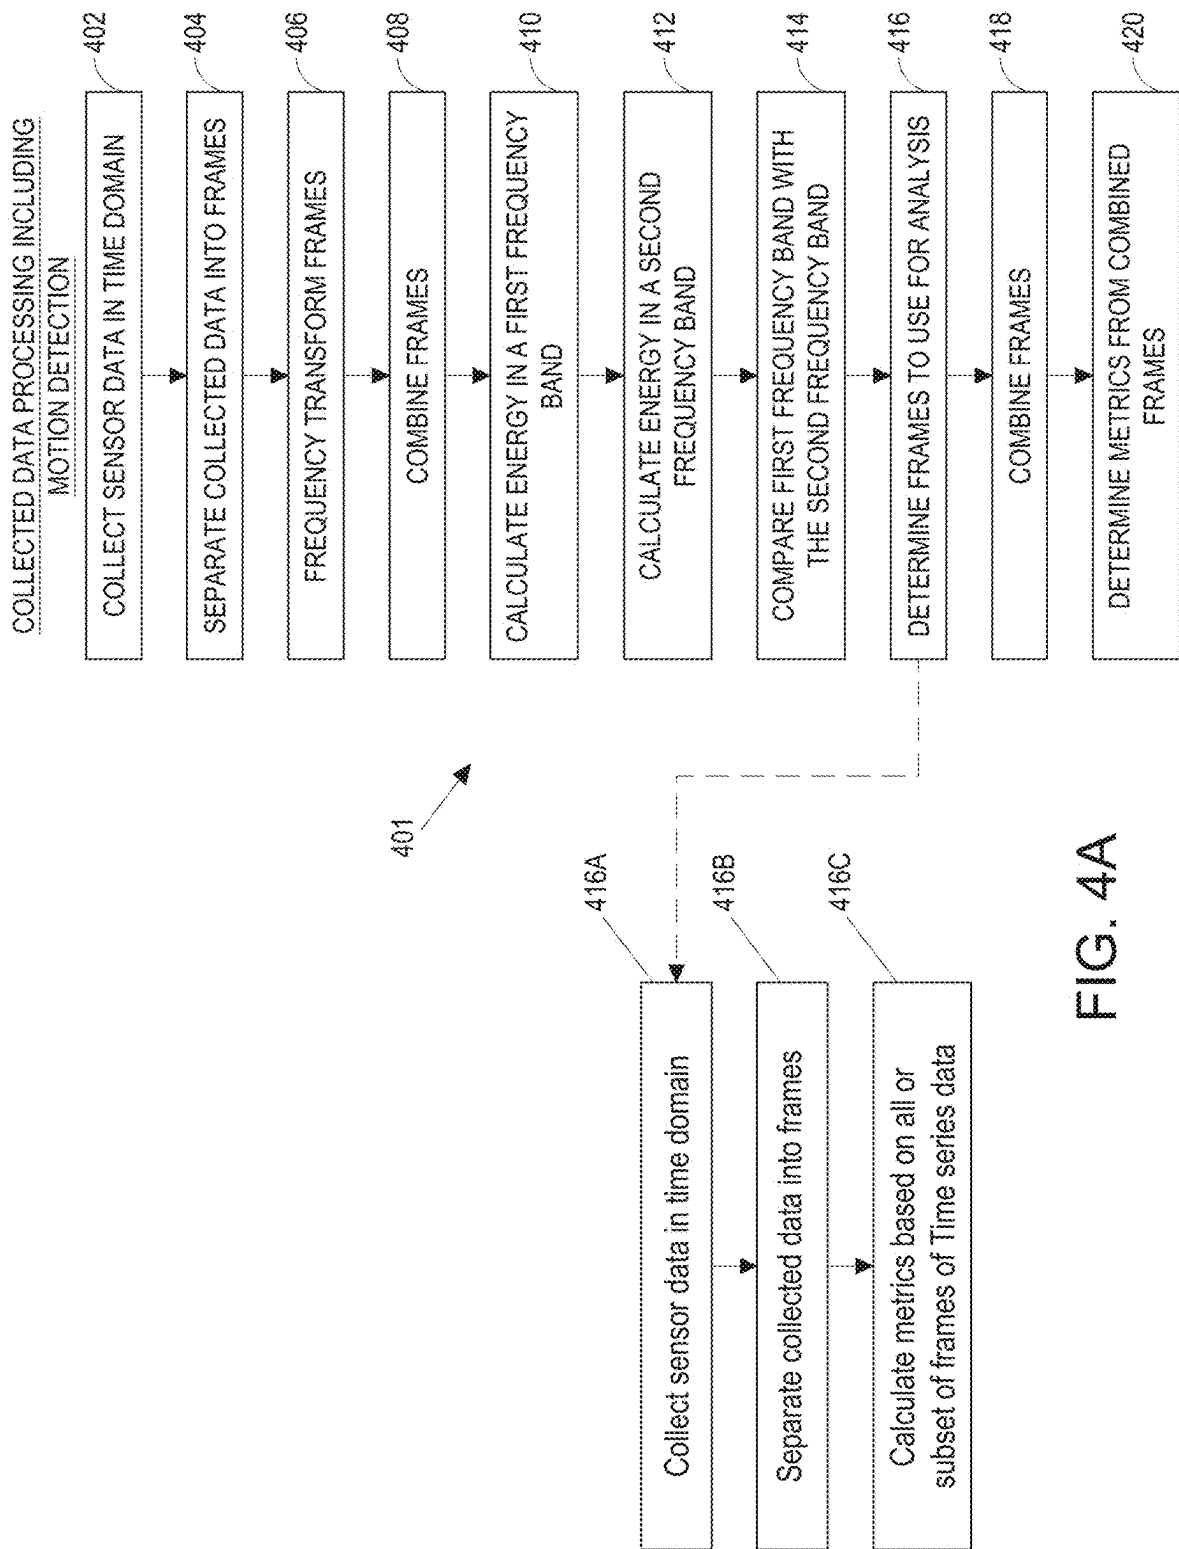 COLLECTED DATA PROCESSING INCLUDING
MOTION DETECTION
COLLECT SENSOR DATA IN TIME DOMAIN
402
SEPARATE COLLECTED DATA INTO FRAMES
404
FREQUENCY TRANSFORM FRAMES
406
COMBINE FRAMES
408
CALCULATE ENERGY IN A FIRST FREQUENCY
BAND
410
CALCULATE ENERGY IN A SECOND
FREQUENCY BAND
412
COMPARE FIRST FREQUENCY BAND WITH
THE SECOND FREQUENCY BAND
414
DETERMINE FRAMES TO USE FOR ANALYSIS
416
COMBINE FRAMES
418
DETERMINE METRICS FROM COMBINED
FRAMES
420
401
Collect sensor data in time domain
416A
Separate collected data into frames
416B
Calculate metrics based on all or
subset of frames of Time series data
416C
FIG. 4A